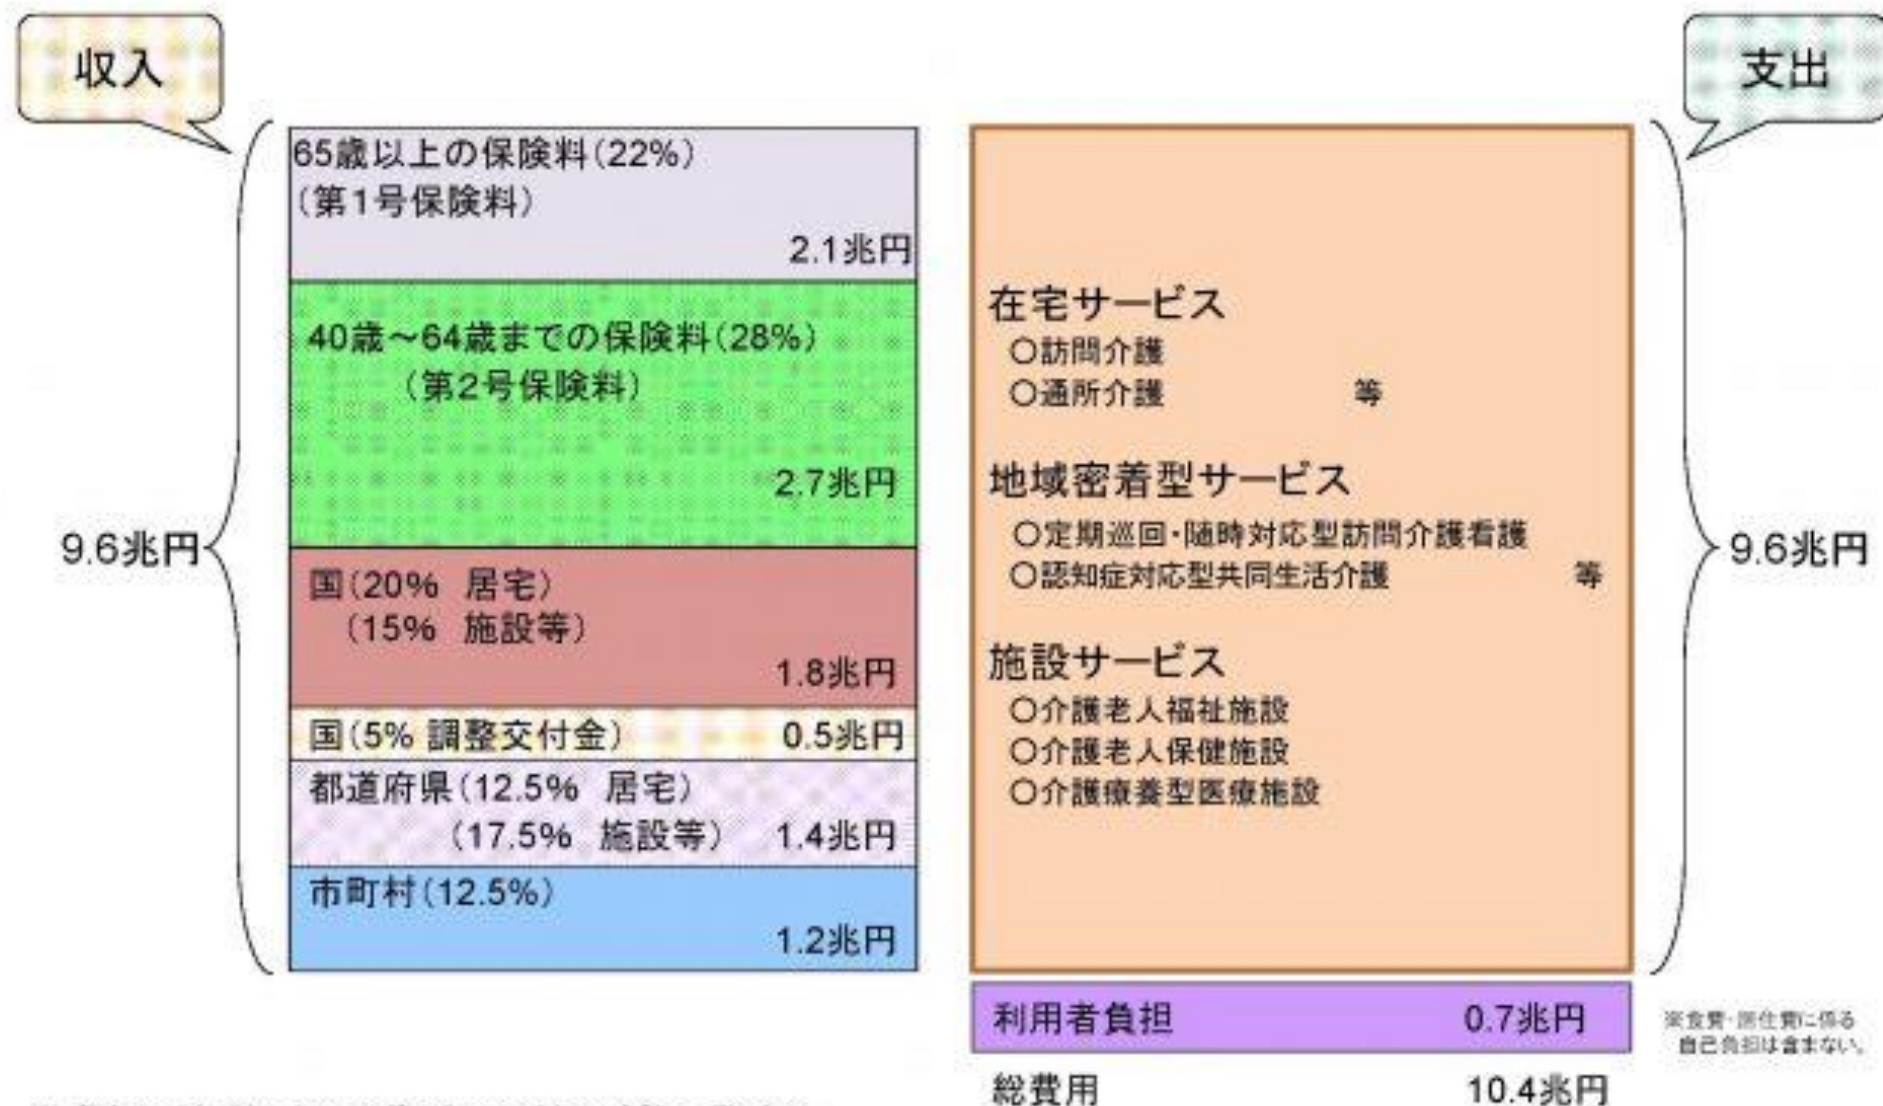 収入
支出
65歳以上の保険料(22%)
(第1号保険料)
2.1兆円
40歳～64歳までの保険料(28%)
(第2号保険料)
2.7兆円
国(20% 居宅)
(15% 施設等)
1.8兆円
国(5% 調整交付金) 0.5兆円
都道府県(12.5% 居宅)
(17.5% 施設等) 1.4兆円
市町村(12.5%)
1.2兆円
9.6兆円
在宅サービス
○訪問介護
○通所介護 等
地域密着型サービス
○定期巡回・随時対応型訪問介護看護
○認知症対応型共同生活介護 等
施設サービス
○介護老人福祉施設
○介護老人保健施設
○介護療養型医療施設
9.6兆円
利用者負担 0.7兆円
※食費・居住費に係る
自己負担は含まない。
総費用 10.4兆円